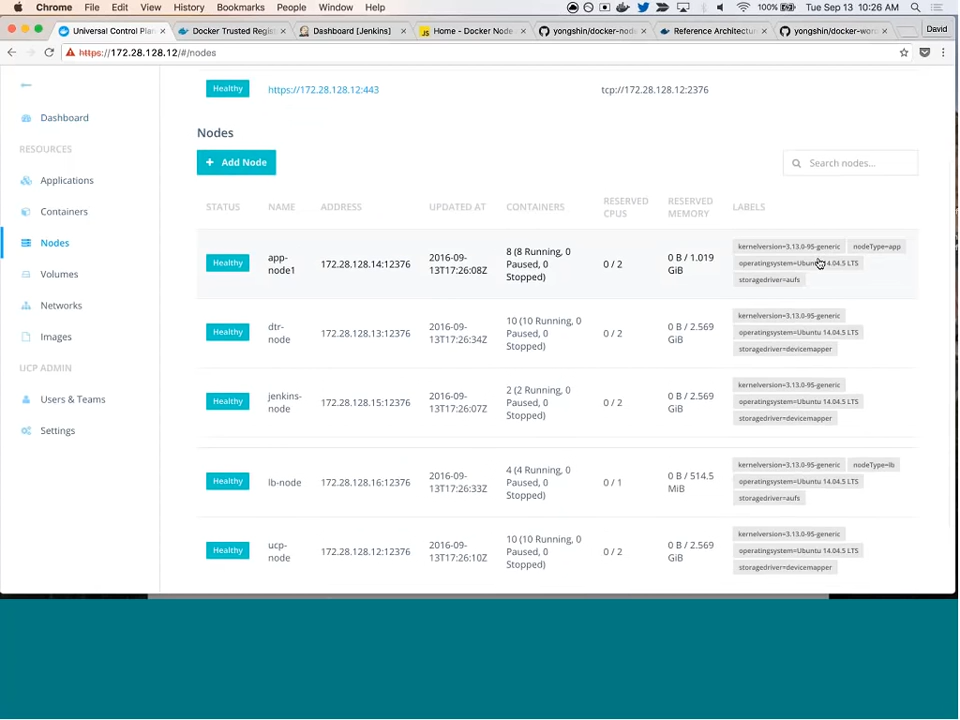 Chrome File Edit View History Bookmarks People Window Help 100% Tue Sep 13 10:26 AM
Universal Control Plan Docker Trusted Regis Dashboard [Jenkins] Home - Docker Node yongshin/docker-node Reference Architectur yongshin/docker-wor David
https://172.28.128.12/#/nodes
Healthy https://172.28.128.12:443 tcp://172.28.128.12:2376
Dashboard
RESOURCES
Applications
Containers
Nodes
Volumes
Networks
Images
UCP ADMIN
Users & Teams
Settings
Nodes
+ Add Node
Search nodes...
STATUS NAME ADDRESS UPDATED AT CONTAINERS RESERVED CPUS RESERVED MEMORY LABELS
Healthy app-node1 172.28.128.14:12376 2016-09-13T17:26:08Z 8 (8 Running, 0 Paused, 0 Stopped) 0 / 2 0 B / 1.019 GiB kernelversion=3.13.0-95-generic nodeType=app operatingsystem=Ubuntu 14.04.5 LTS storagedriver=aufs
Healthy dtr-node 172.28.128.13:12376 2016-09-13T17:26:34Z 10 (10 Running, 0 Paused, 0 Stopped) 0 / 2 0 B / 2.569 GiB kernelversion=3.13.0-95-generic operatingsystem=Ubuntu 14.04.5 LTS storagedriver=devicemapper
Healthy jenkins-node 172.28.128.15:12376 2016-09-13T17:26:07Z 2 (2 Running, 0 Paused, 0 Stopped) 0 / 2 0 B / 2.569 GiB kernelversion=3.13.0-95-generic operatingsystem=Ubuntu 14.04.5 LTS storagedriver=devicemapper
Healthy lb-node 172.28.128.16:12376 2016-09-13T17:26:33Z 4 (4 Running, 0 Paused, 0 Stopped) 0 / 1 0 B / 514.5 MiB kernelversion=3.13.0-95-generic nodeType=lb operatingsystem=Ubuntu 14.04.5 LTS storagedriver=aufs
Healthy ucp-node 172.28.128.12:12376 2016-09-13T17:26:10Z 10 (10 Running, 0 Paused, 0 Stopped) 0 / 2 0 B / 2.569 GiB kernelversion=3.13.0-95-generic operatingsystem=Ubuntu 14.04.5 LTS storagedriver=devicemapper